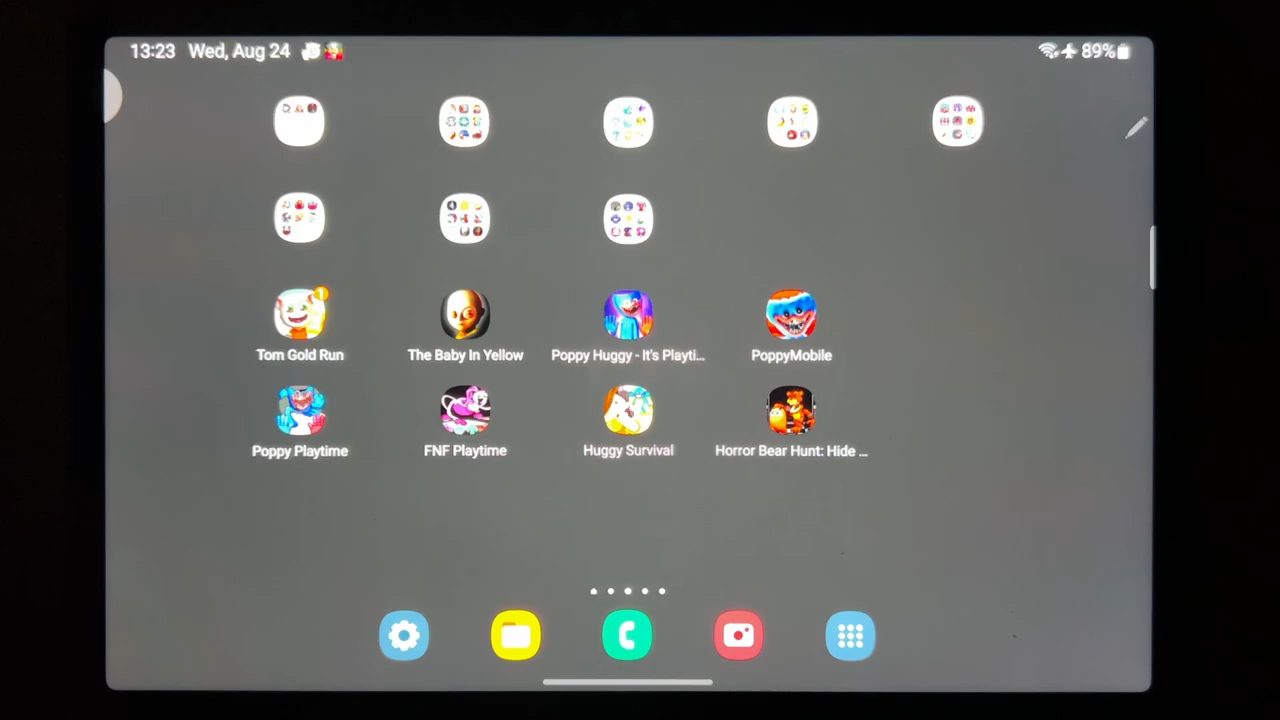 13:23 Wed, Aug 24 89%
1
Tom Gold Run The Baby In Yellow Poppy Huggy - It's Playti... PoppyMobile
Poppy Playtime FNF Playtime Huggy Survival Horror Bear Hunt: Hide ...